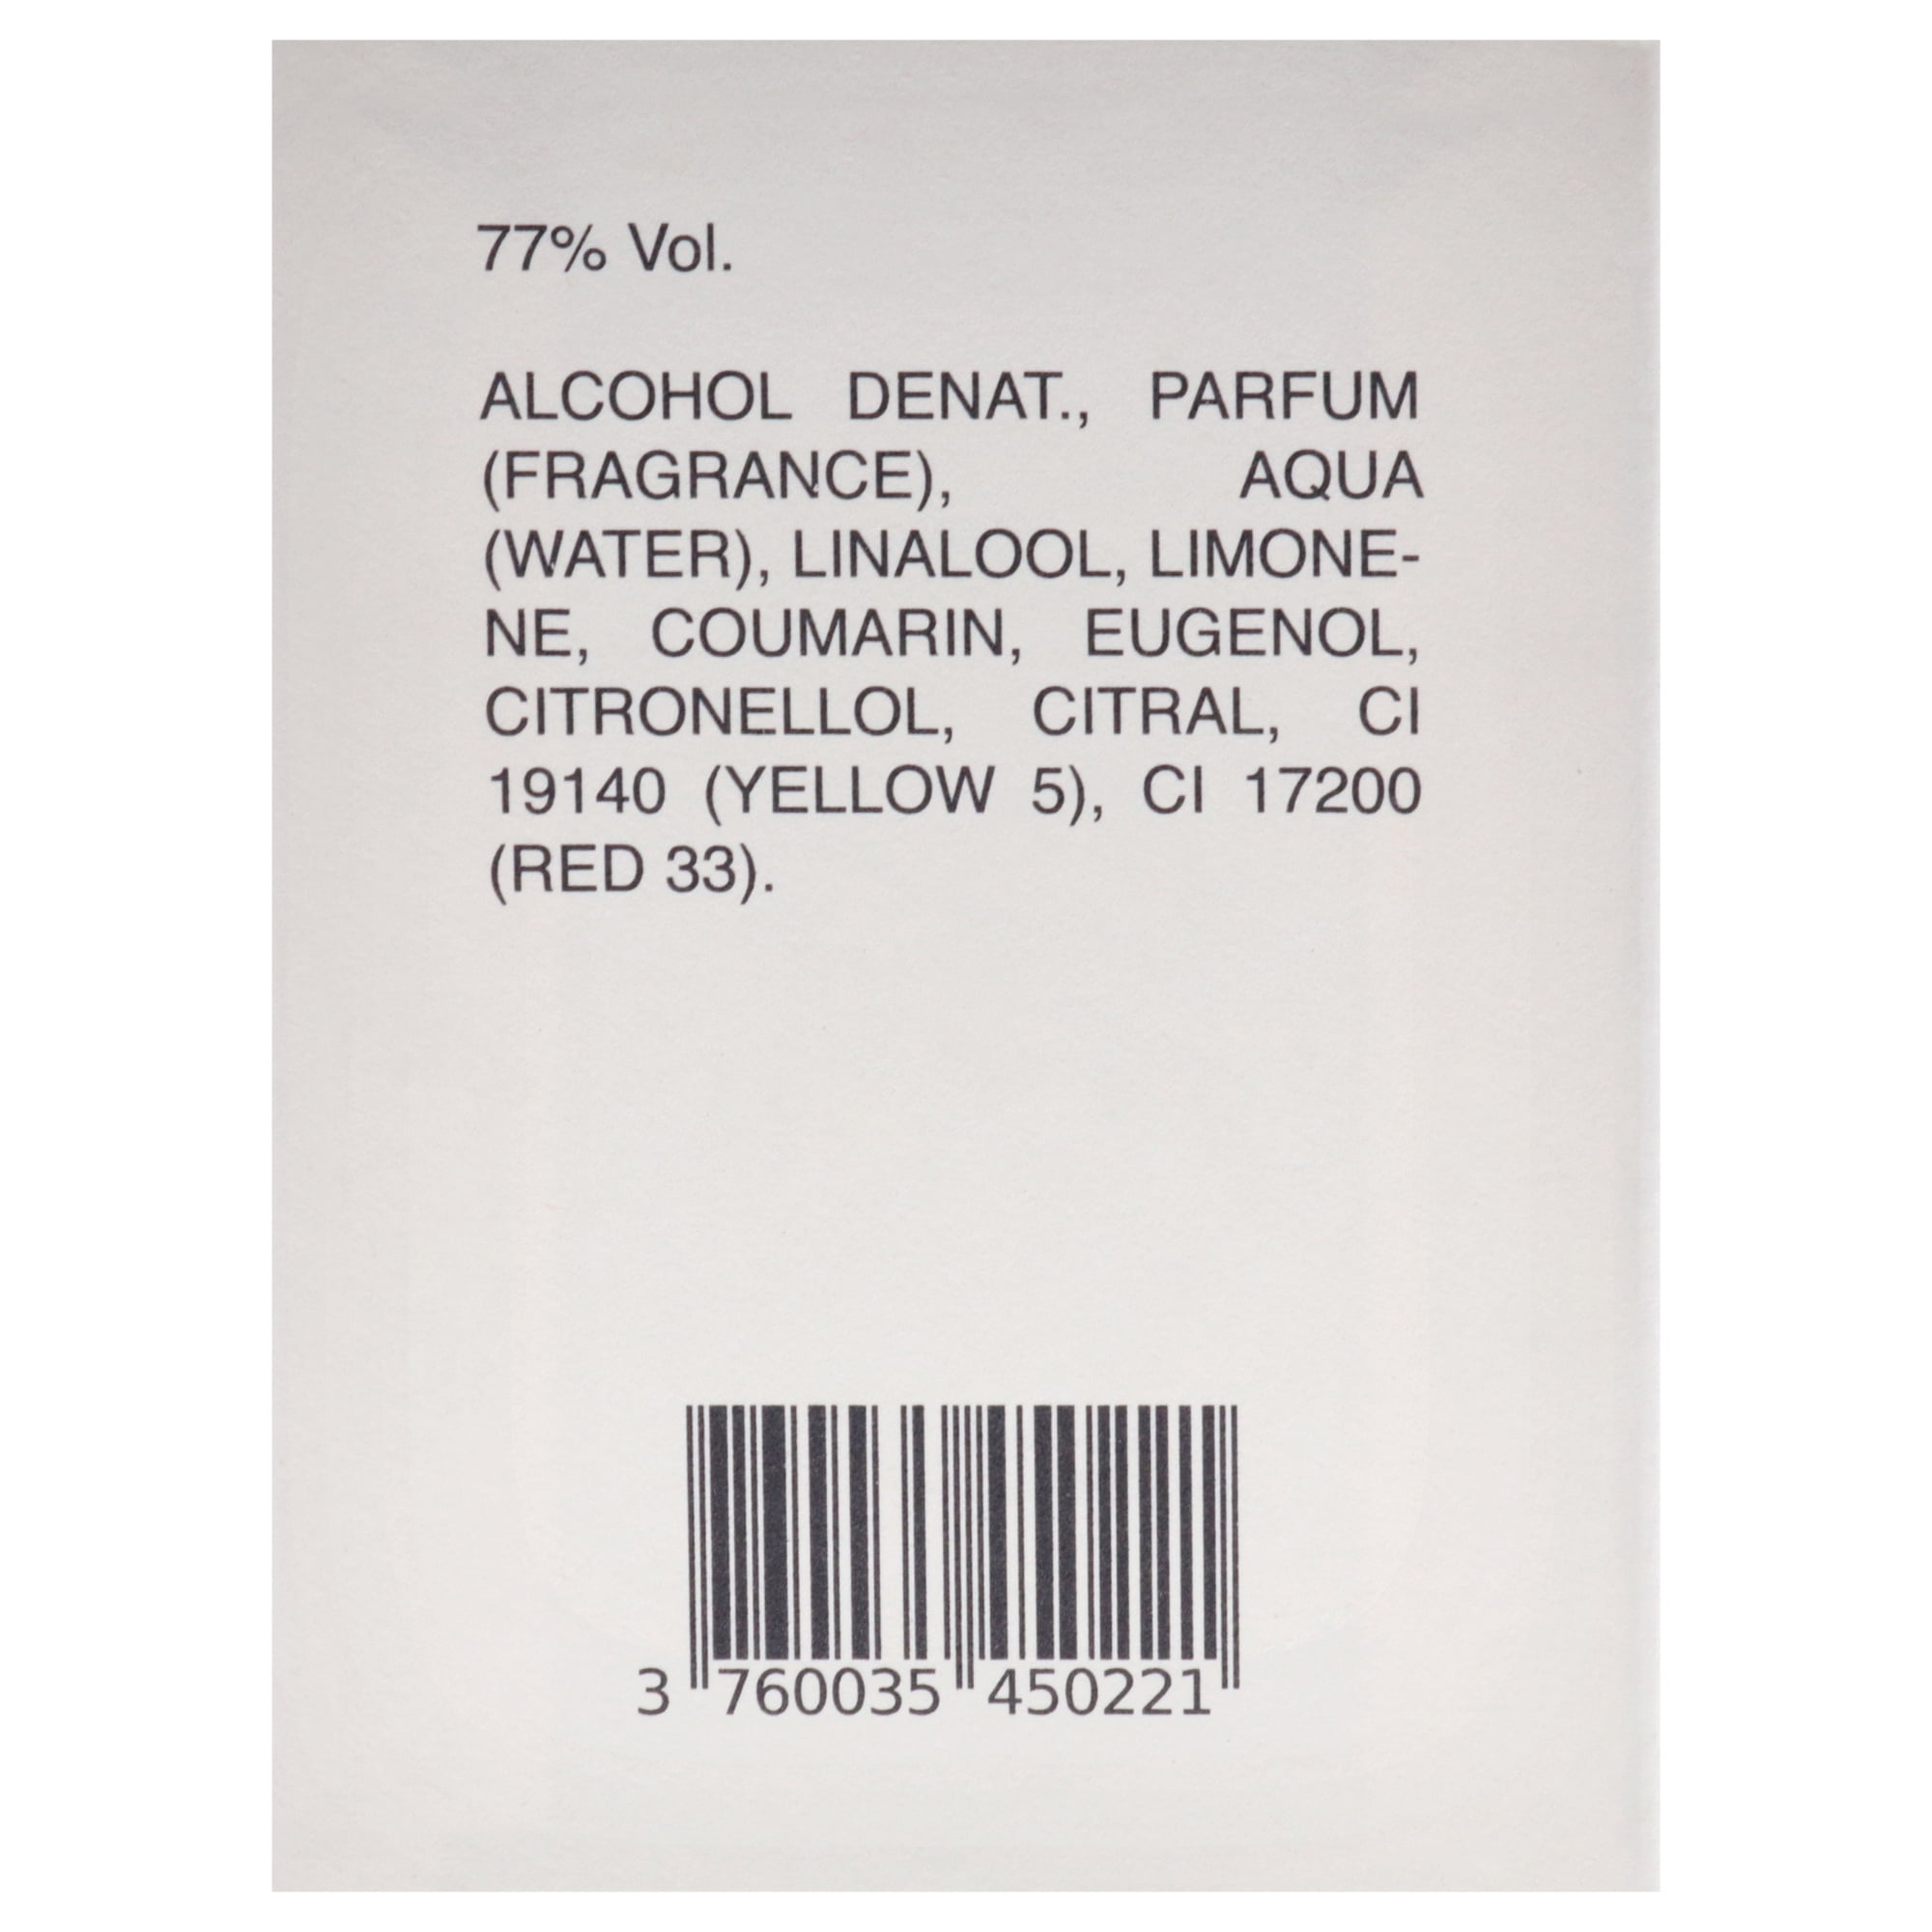 77% Vol.
ALCOHOL DENAT., PARFUM
(FRAGRANCE), AQUA
(WATER), LINALOOL, LIMONE-
NE, COUMARIN, EUGENOL,
CITRONELLOL, CITRAL, CI
19140 (YELLOW 5), CI 17200
(RED 33).
3 760035 450221